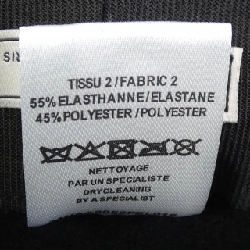 TISSU 2 / FABRIC 2
55% ELASTHANNE / ELASTANE
45% POLYESTER / POLYESTER
NETTOYAGE
PAR UN SPECIALISTE
DRYCLEANING
BY A SPECIALIST